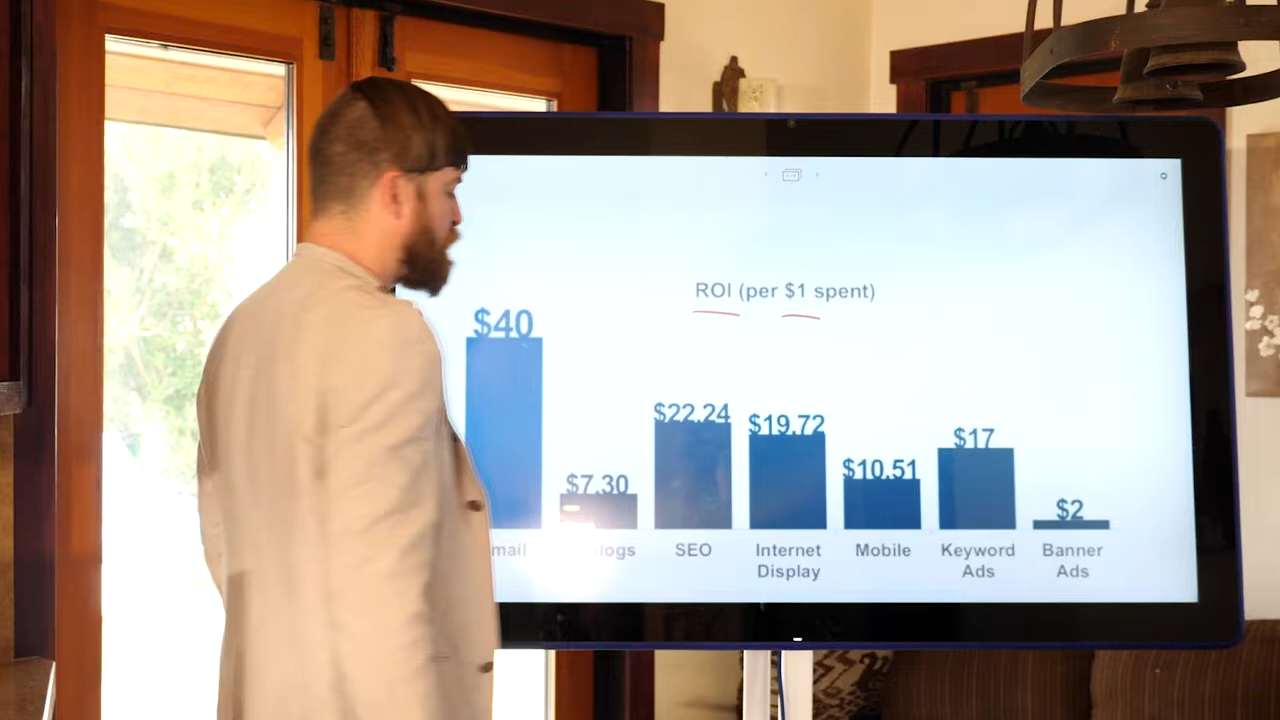 ROI (per $1 spent)
$40
$7.30
$22.24
$19.72
$10.51
$17
$2
SEO
Internet
Display
Mobile
Keyword
Ads
Banner
Ads